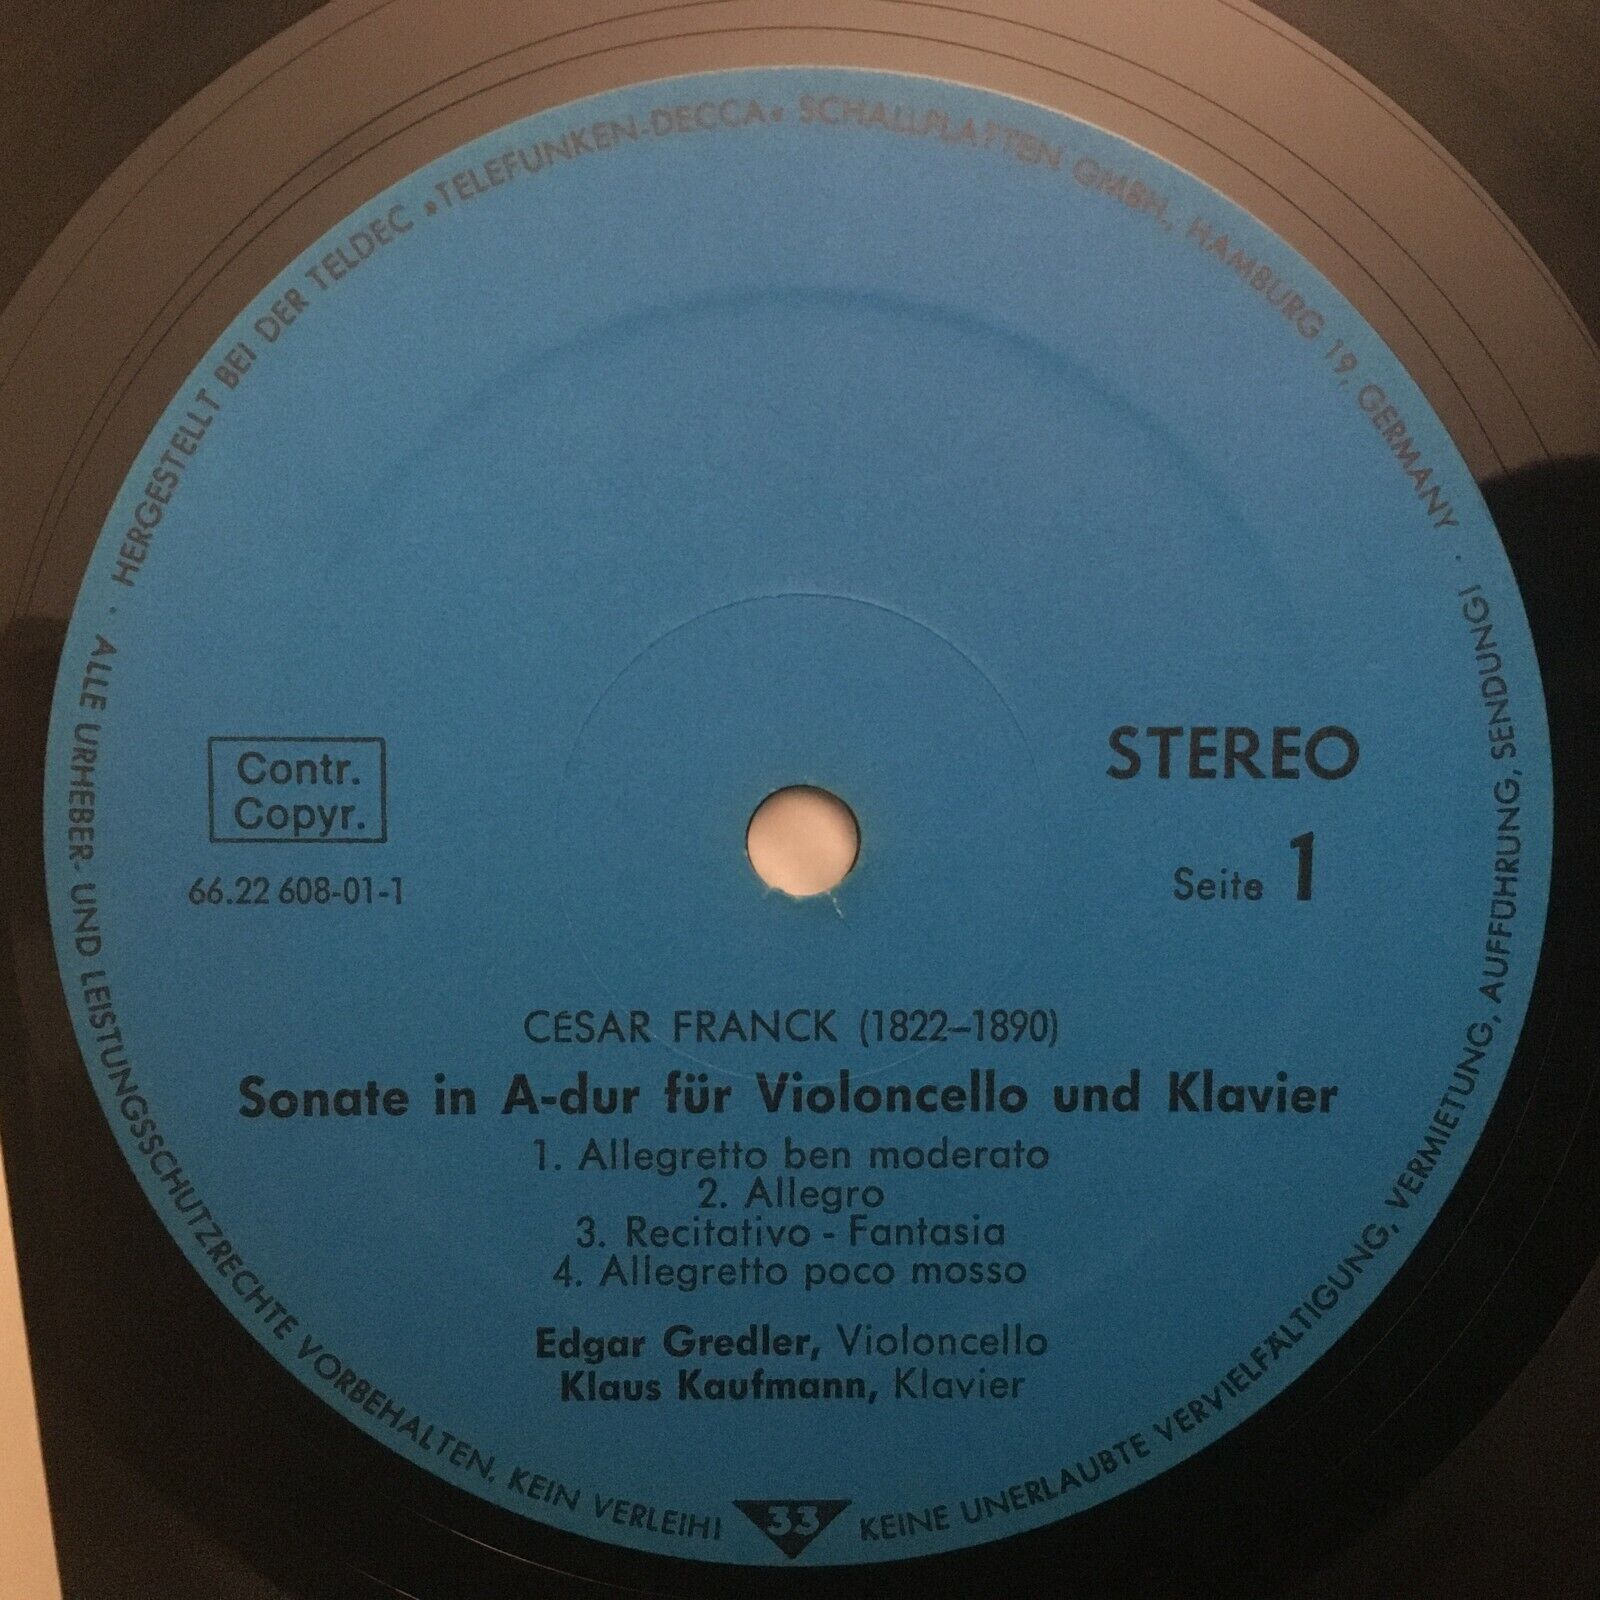 HERGESTELLT BEI DER TELDEC »TELEFUNKEN-DECCA« SCHALLPLATTEN GMBH, HAMBURG 19, GERMANY ·
Contr.
Copyr.
66.22 608-01-1
STEREO
Seite 1
CÉSAR FRANCK (1822–1890)
Sonate in A-dur für Violoncello und Klavier
1. Allegretto ben moderato
2. Allegro
3. Recitativo - Fantasia
4. Allegretto poco mosso
Edgar Gredler, Violoncello
Klaus Kaufmann, Klavier
· ALLE URHEBER- UND LEISTUNGSSCHUTZRECHTE VORBEHALTEN. KEIN VERLEIH! 33 KEINE UNERLAUBTE VERVIELFÄLTIGUNG, VERMIETUNG, AUFFÜHRUNG, SENDUNG!